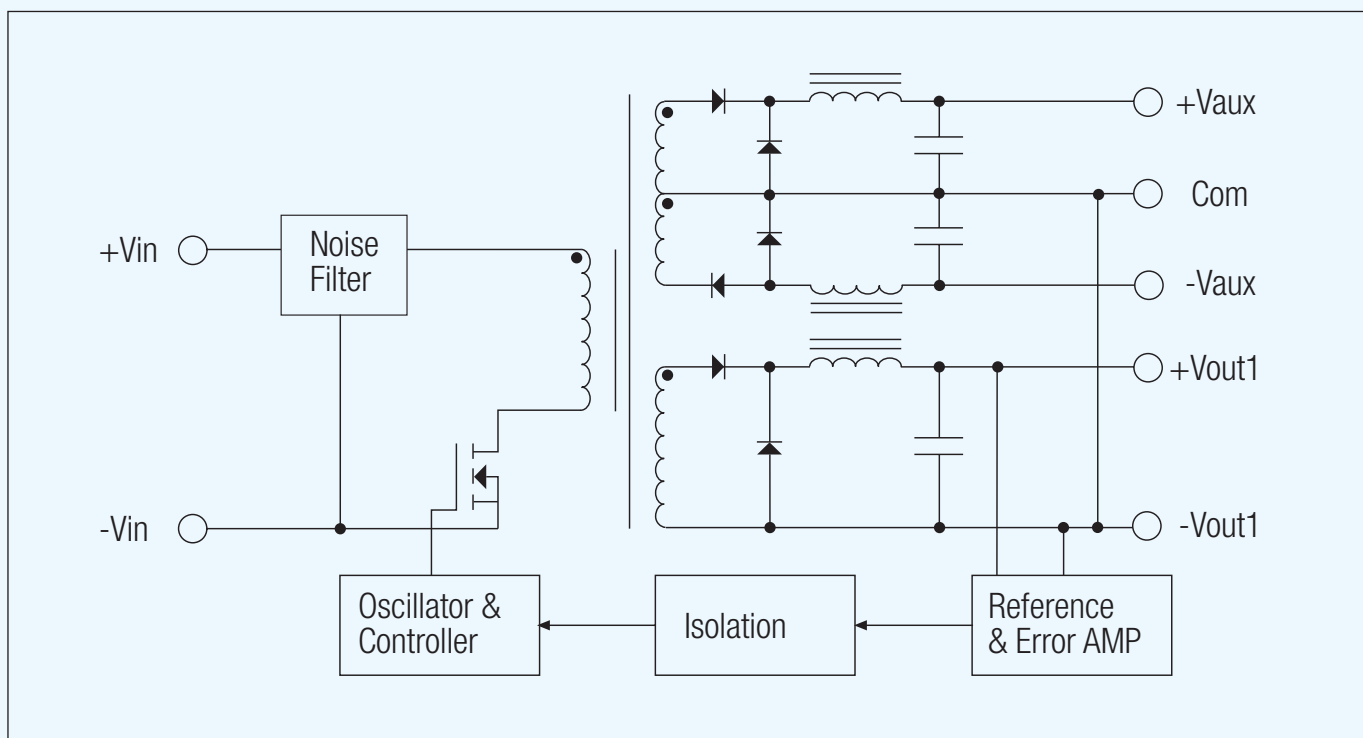 +Vaux
Com
-Vaux
+Vin
Noise
Filter
+Vout1
-Vin
-Vout1
Oscillator &
Controller
Isolation
Reference
& Error AMP